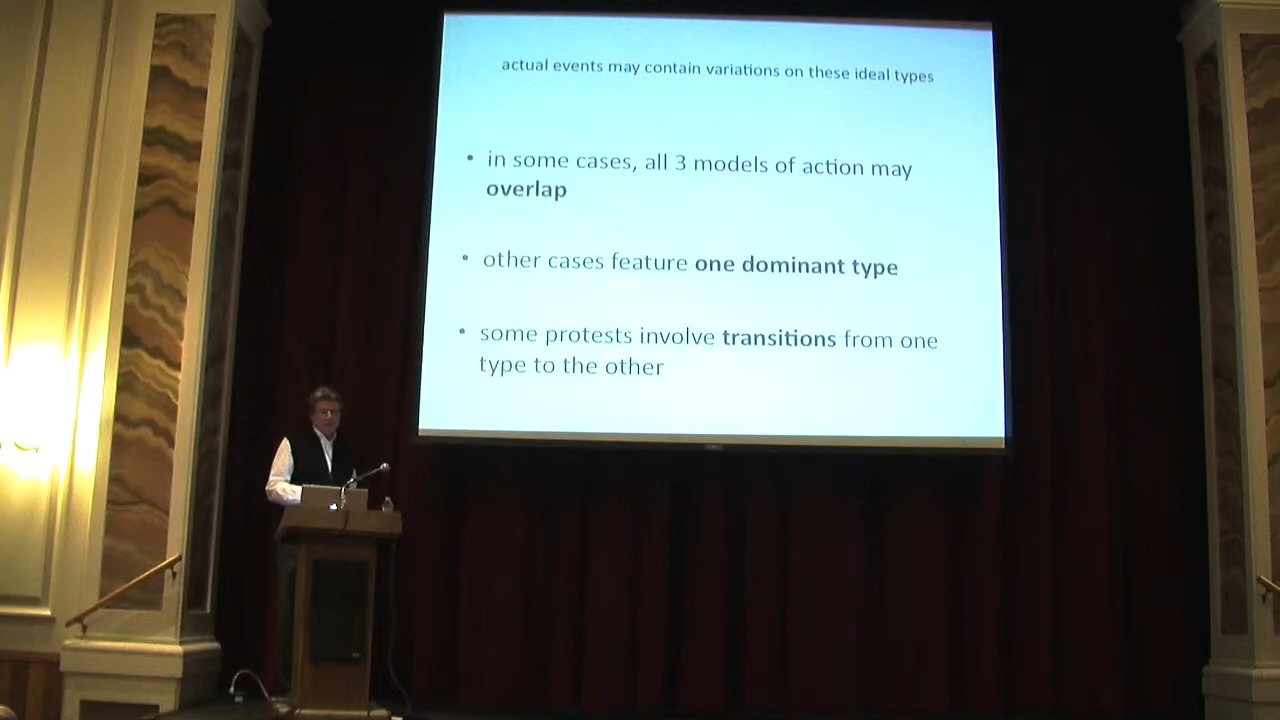 actual events may contain variations on these ideal types
• in some cases, all 3 models of action may
overlap
• other cases feature one dominant type
• some protests involve transitions from one
type to the other